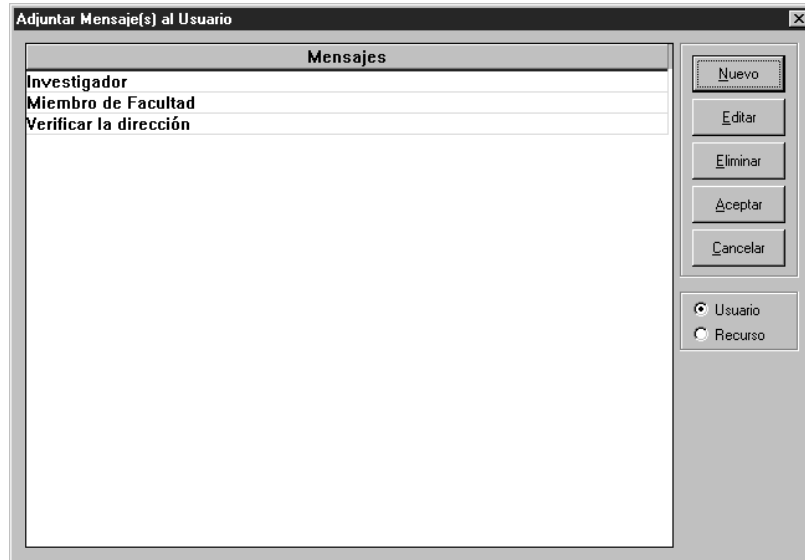 Adjuntar Mensaje(s) al Usuario
Mensajes
Investigador
Miembro de Facultad
Verificar la dirección
Nuevo
Editar
Eliminar
Aceptar
Cancelar
Usuario
Recurso